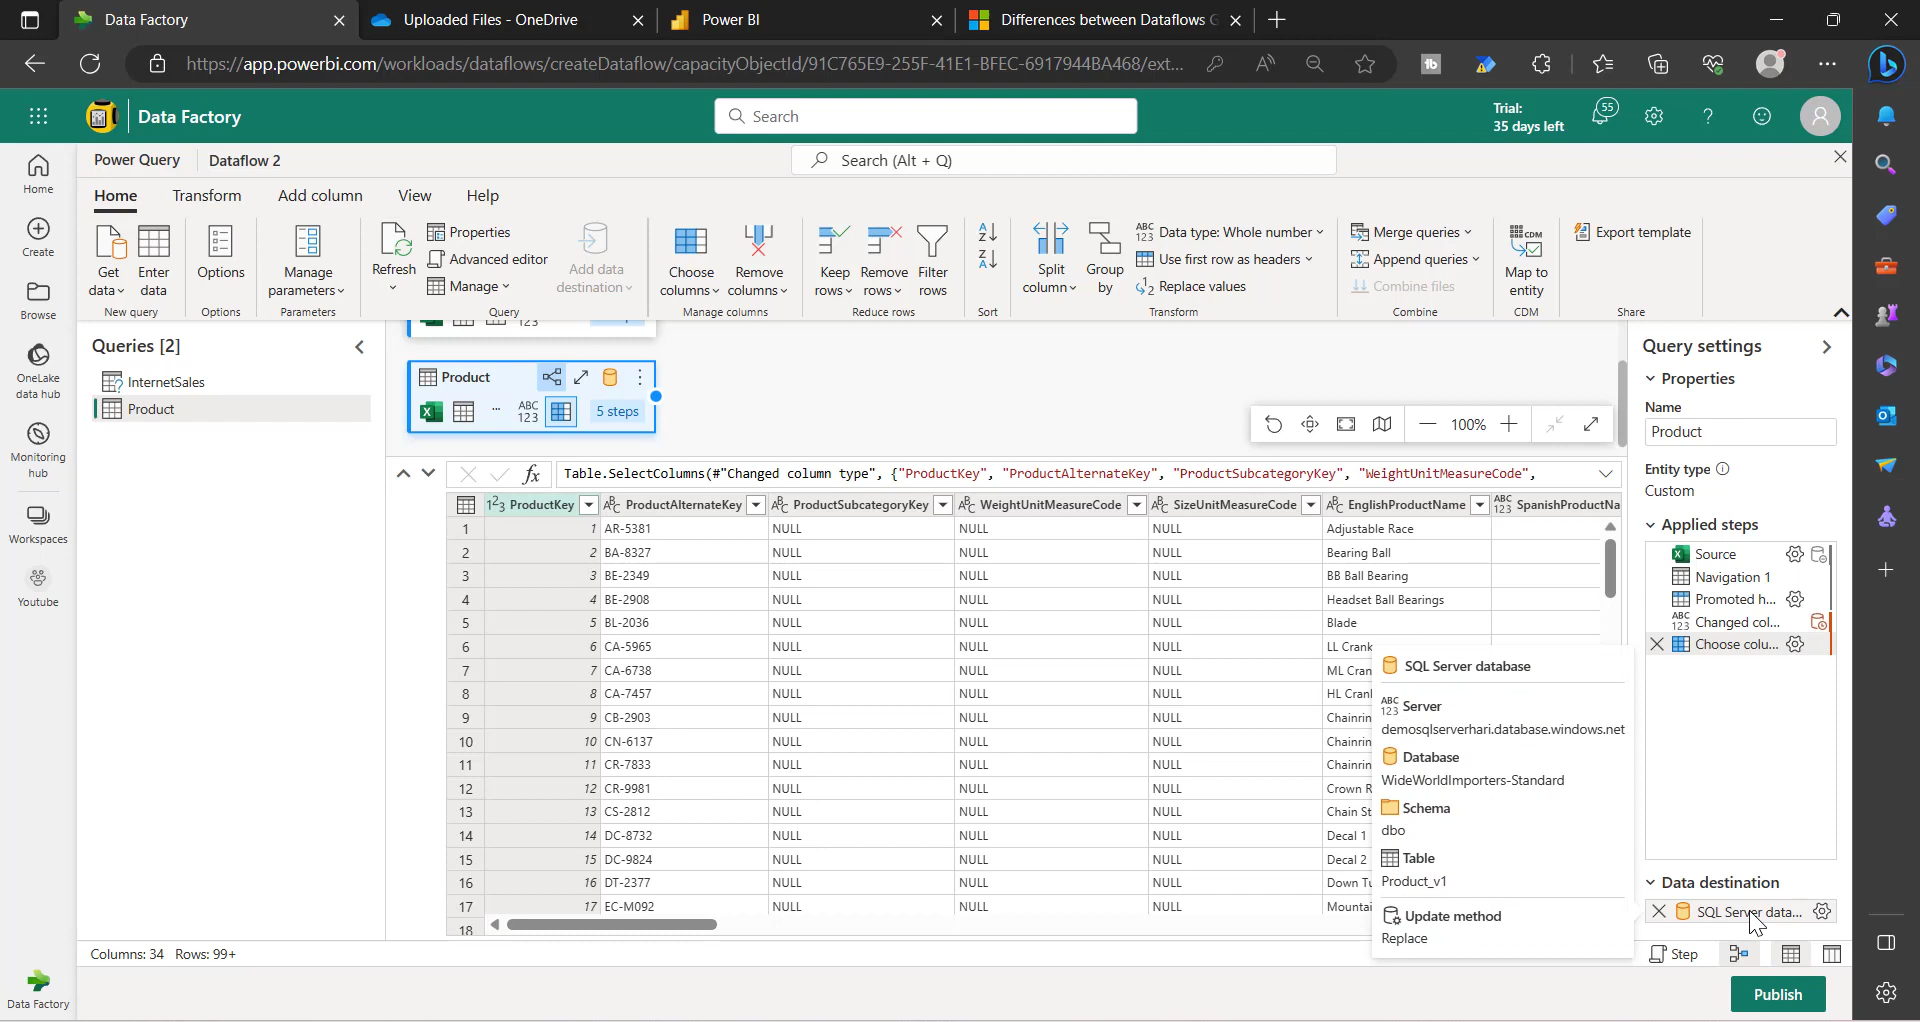 Data Factory
Uploaded Files - OneDrive
Power BI
Differences between Dataflows G
https://app.powerbi.com/workloads/dataflows/createDataflow/capacityObjectId/91C765E9-255F-41E1-BFEC-6917944BA468/ext...
Data Factory
Search
Trial:
35 days left
55
Home
Create
Browse
OneLake
data hub
Monitoring
hub
Workspaces
Youtube
Data Factory
Power Query
Dataflow 2
Search (Alt + Q)
Home
Transform
Add column
View
Help
Get
data
Enter
data
New query
Options
Options
Manage
parameters
Parameters
Refresh
Properties
Advanced editor
Manage
Query
Add data
destination
Choose
columns
Remove
columns
Manage columns
Keep
rows
Remove
rows
Filter
rows
Reduce rows
Sort
Split
column
Group
by
Data type: Whole number
Use first row as headers
Replace values
Transform
Merge queries
Append queries
Combine files
Combine
Map to
entity
CDM
Export template
Share
Queries [2]
InternetSales
Product
Product
5 steps
100%
Table.SelectColumns(#"Changed column type", {"ProductKey", "ProductAlternateKey", "ProductSubcategoryKey", "WeightUnitMeasureCode",
ProductKey ProductAlternateKey ProductSubcategoryKey WeightUnitMeasureCode SizeUnitMeasureCode EnglishProductName SpanishProductNa
1 1 AR-5381 NULL NULL NULL Adjustable Race
2 2 BA-8327 NULL NULL NULL Bearing Ball
3 3 BE-2349 NULL NULL NULL BB Ball Bearing
4 4 BE-2908 NULL NULL NULL Headset Ball Bearings
5 5 BL-2036 NULL NULL NULL Blade
6 6 CA-5965 NULL NULL NULL LL Crank
7 7 CA-6738 NULL NULL NULL ML Cran
8 8 CA-7457 NULL NULL NULL HL Cran
9 9 CB-2903 NULL NULL NULL Chainrin
10 10 CN-6137 NULL NULL NULL Chainrin
11 11 CR-7833 NULL NULL NULL Chainrin
12 12 CR-9981 NULL NULL NULL Crown R
13 13 CS-2812 NULL NULL NULL Chain St
14 14 DC-8732 NULL NULL NULL Decal 1
15 15 DC-9824 NULL NULL NULL Decal 2
16 16 DT-2377 NULL NULL NULL Down Tu
17 17 EC-M092 NULL NULL NULL Mountai
18
SQL Server database
Server
demosqlserverhari.database.windows.net
Database
WideWorldImporters-Standard
Schema
dbo
Table
Product_v1
Update method
Replace
Query settings
Properties
Name
Product
Entity type
Custom
Applied steps
Source
Navigation 1
Promoted h...
Changed col...
Choose colu...
Data destination
SQL Server data...
Columns: 34 Rows: 99+
Step
Publish